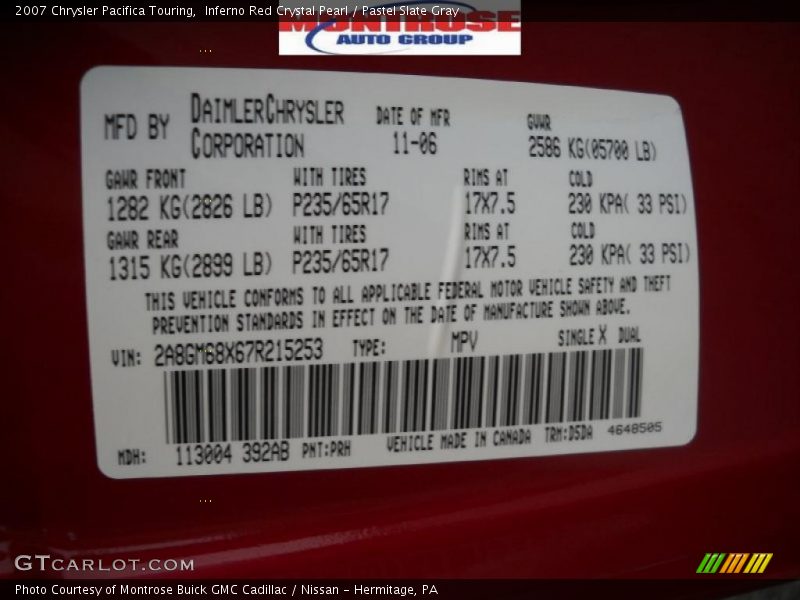 2007 Chrysler Pacifica Touring,  Inferno Red Crystal Pearl / Pastel Slate Gray
MONTROSE
AUTO GROUP
MFD BY DAIMLERCHRYSLER CORPORATION
DATE OF MFR 11-06
GVWR 2586 KG(05700 LB)
GAWR FRONT WITH TIRES RIMS AT COLD
1282 KG(2826 LB) P235/65R17 17X7.5 230 KPA( 33 PSI)
GAWR REAR WITH TIRES RIMS AT COLD
1315 KG(2899 LB) P235/65R17 17X7.5 230 KPA( 33 PSI)
THIS VEHICLE CONFORMS TO ALL APPLICABLE FEDERAL MOTOR VEHICLE SAFETY AND THEFT
PREVENTION STANDARDS IN EFFECT ON THE DATE OF MANUFACTURE SHOWN ABOVE.
VIN: 2A8GM68X67R215253 TYPE: MPV SINGLE X DUAL
MDH: 113004 392AB PNT:PRH VEHICLE MADE IN CANADA TRM:D5DA 4648505
GTCARLOT.COM
Photo Courtesy of Montrose Buick GMC Cadillac / Nissan - Hermitage, PA